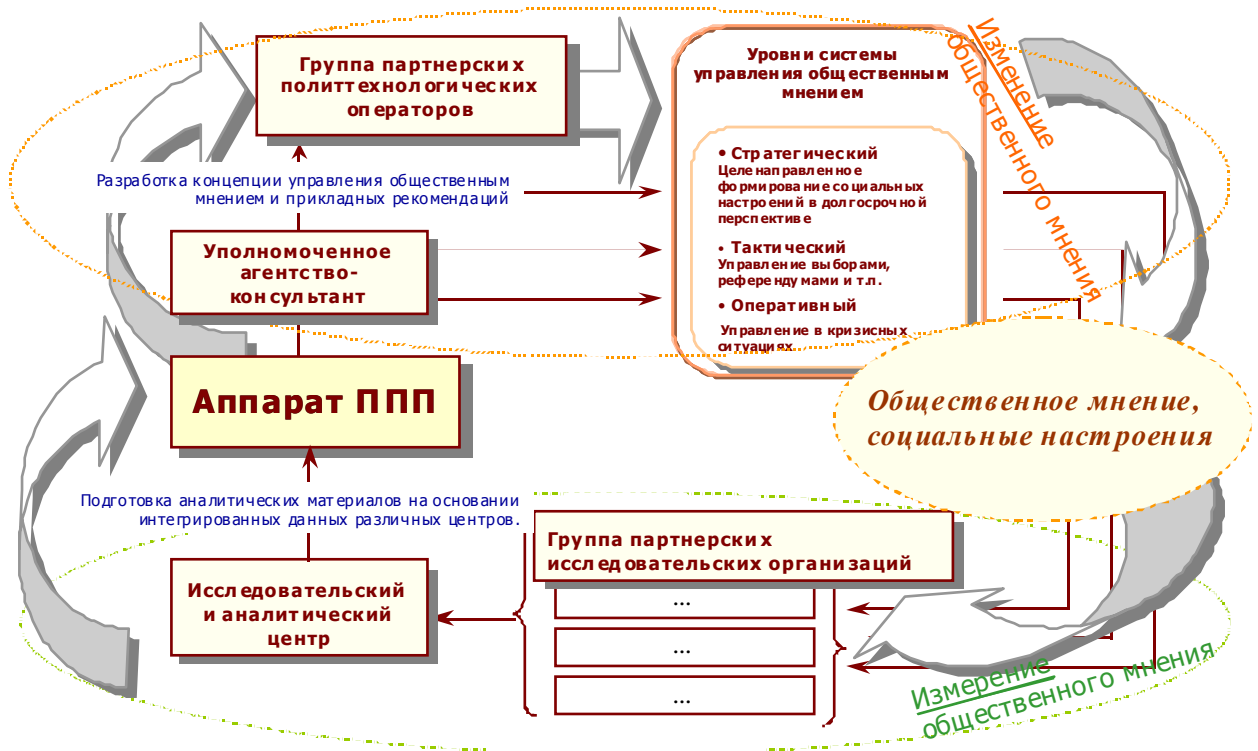 Группа партнерских
политтехнологических
операторов
Уровни системы
управления общественным
мнением
Изменение
общественного мнения
• Стратегический
Целенаправленное
формирование социальных
настроений в долгосрочной
перспективе
• Тактический
Управление выборами,
референдумами и т.п.
• Оперативный
Управление в кризисных
ситуациях.
Разработка концепции управления общественным
мнением и прикладных рекомендаций
Уполномоченное
агентство-
консультант
Аппарат ППП
Общественное мнение,
социальные настроения
Подготовка аналитических материалов на основании
интегрированных данных различных центров.
Группа партнерских
исследовательских организаций
Исследовательский
и аналитический
центр
...
...
...
Измерение
общественного мнения